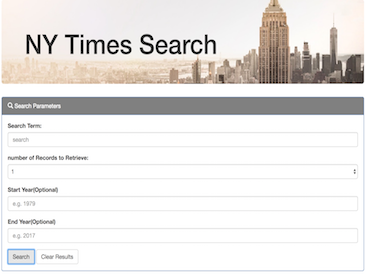 NY Times Search
Search Parameters
Search Term:
search
number of Records to Retrieve:
1
Start Year(Optional)
e.g. 1979
End Year(Optional)
e.g. 2017
Search Clear Results